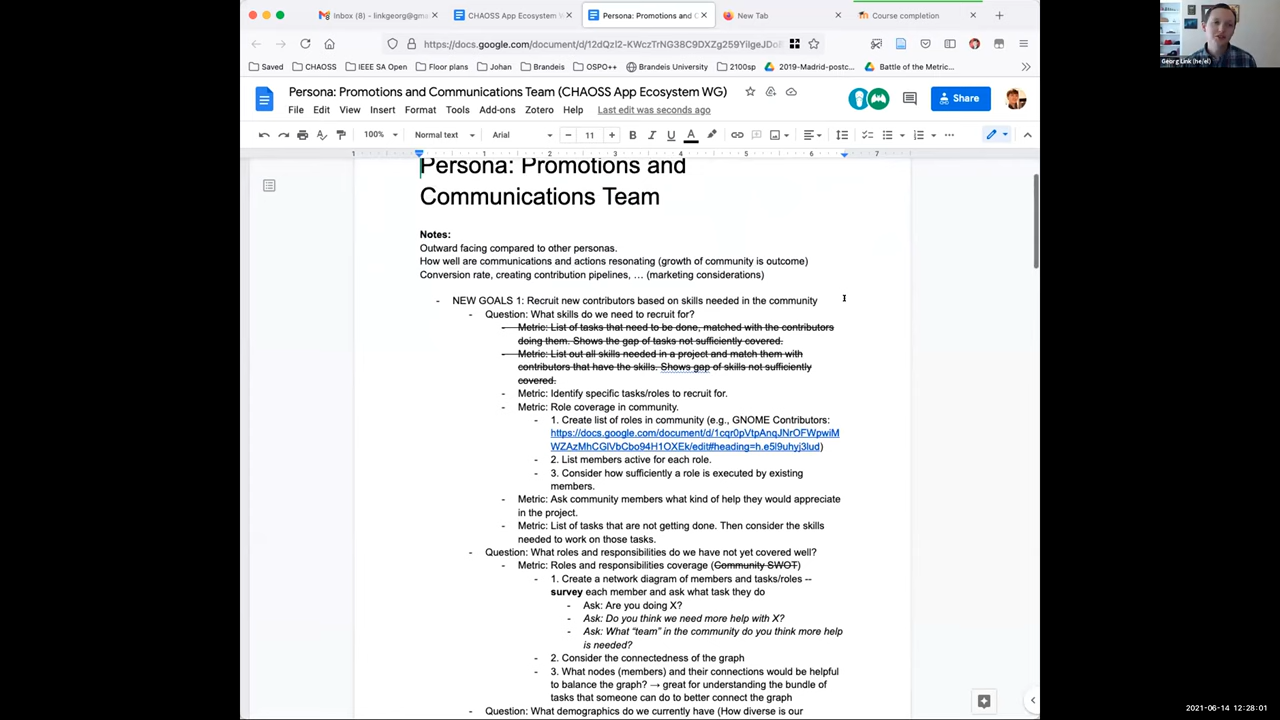 Inbox (8) – linkgeorg@gma
CHAOSS App Ecosystem W
Persona: Promotions and C
New Tab
Course completion
https://docs.google.com/document/d/12dQzI2-KWczTrNG38C9DXZg259YiIgeJDoI
Saved
CHAOSS
IEEE SA Open
Floor plans
Johan
Brandeis
OSPO++
Brandeis University
2100sp
2019-Madrid-postc...
Battle of the Metric...
Persona: Promotions and Communications Team (CHAOSS App Ecosystem WG)
File Edit View Insert Format Tools Add-ons Zotero Help Last edit was seconds ago
Share
100% Normal text Arial 11
1 1 2 3 4 5 6 7
Persona: Promotions and
Communications Team
Notes:
Outward facing compared to other personas.
How well are communications and actions resonating (growth of community is outcome)
Conversion rate, creating contribution pipelines, … (marketing considerations)
- NEW GOALS 1: Recruit new contributors based on skills needed in the community
- Question: What skills do we need to recruit for?
- Metric: List of tasks that need to be done, matched with the contributors
doing them. Shows the gap of tasks not sufficiently covered.
- Metric: List out all skills needed in a project and match them with
contributors that have the skills. Shows gap of skills not sufficiently
covered.
- Metric: Identify specific tasks/roles to recruit for.
- Metric: Role coverage in community.
- 1. Create list of roles in community (e.g., GNOME Contributors:
https://docs.google.com/document/d/1cqr0pVtpAnqJNrOFWpwiM
WZAzMhCGlVbCbo94H1OXEk/edit#heading=h.e5l9uhyj3lud)
- 2. List members active for each role.
- 3. Consider how sufficiently a role is executed by existing
members.
- Metric: Ask community members what kind of help they would appreciate
in the project.
- Metric: List of tasks that are not getting done. Then consider the skills
needed to work on those tasks.
- Question: What roles and responsibilities do we have not yet covered well?
- Metric: Roles and responsibilities coverage (Community SWOT)
- 1. Create a network diagram of members and tasks/roles --
survey each member and ask what task they do
- Ask: Are you doing X?
- Ask: Do you think we need more help with X?
- Ask: What “team” in the community do you think more help
is needed?
- 2. Consider the connectedness of the graph
- 3. What nodes (members) and their connections would be helpful
to balance the graph? → great for understanding the bundle of
tasks that someone can do to better connect the graph
- Question: What demographics do we currently have (How diverse is our
Georg Link (he/el)
2021-06-14 12:28:01